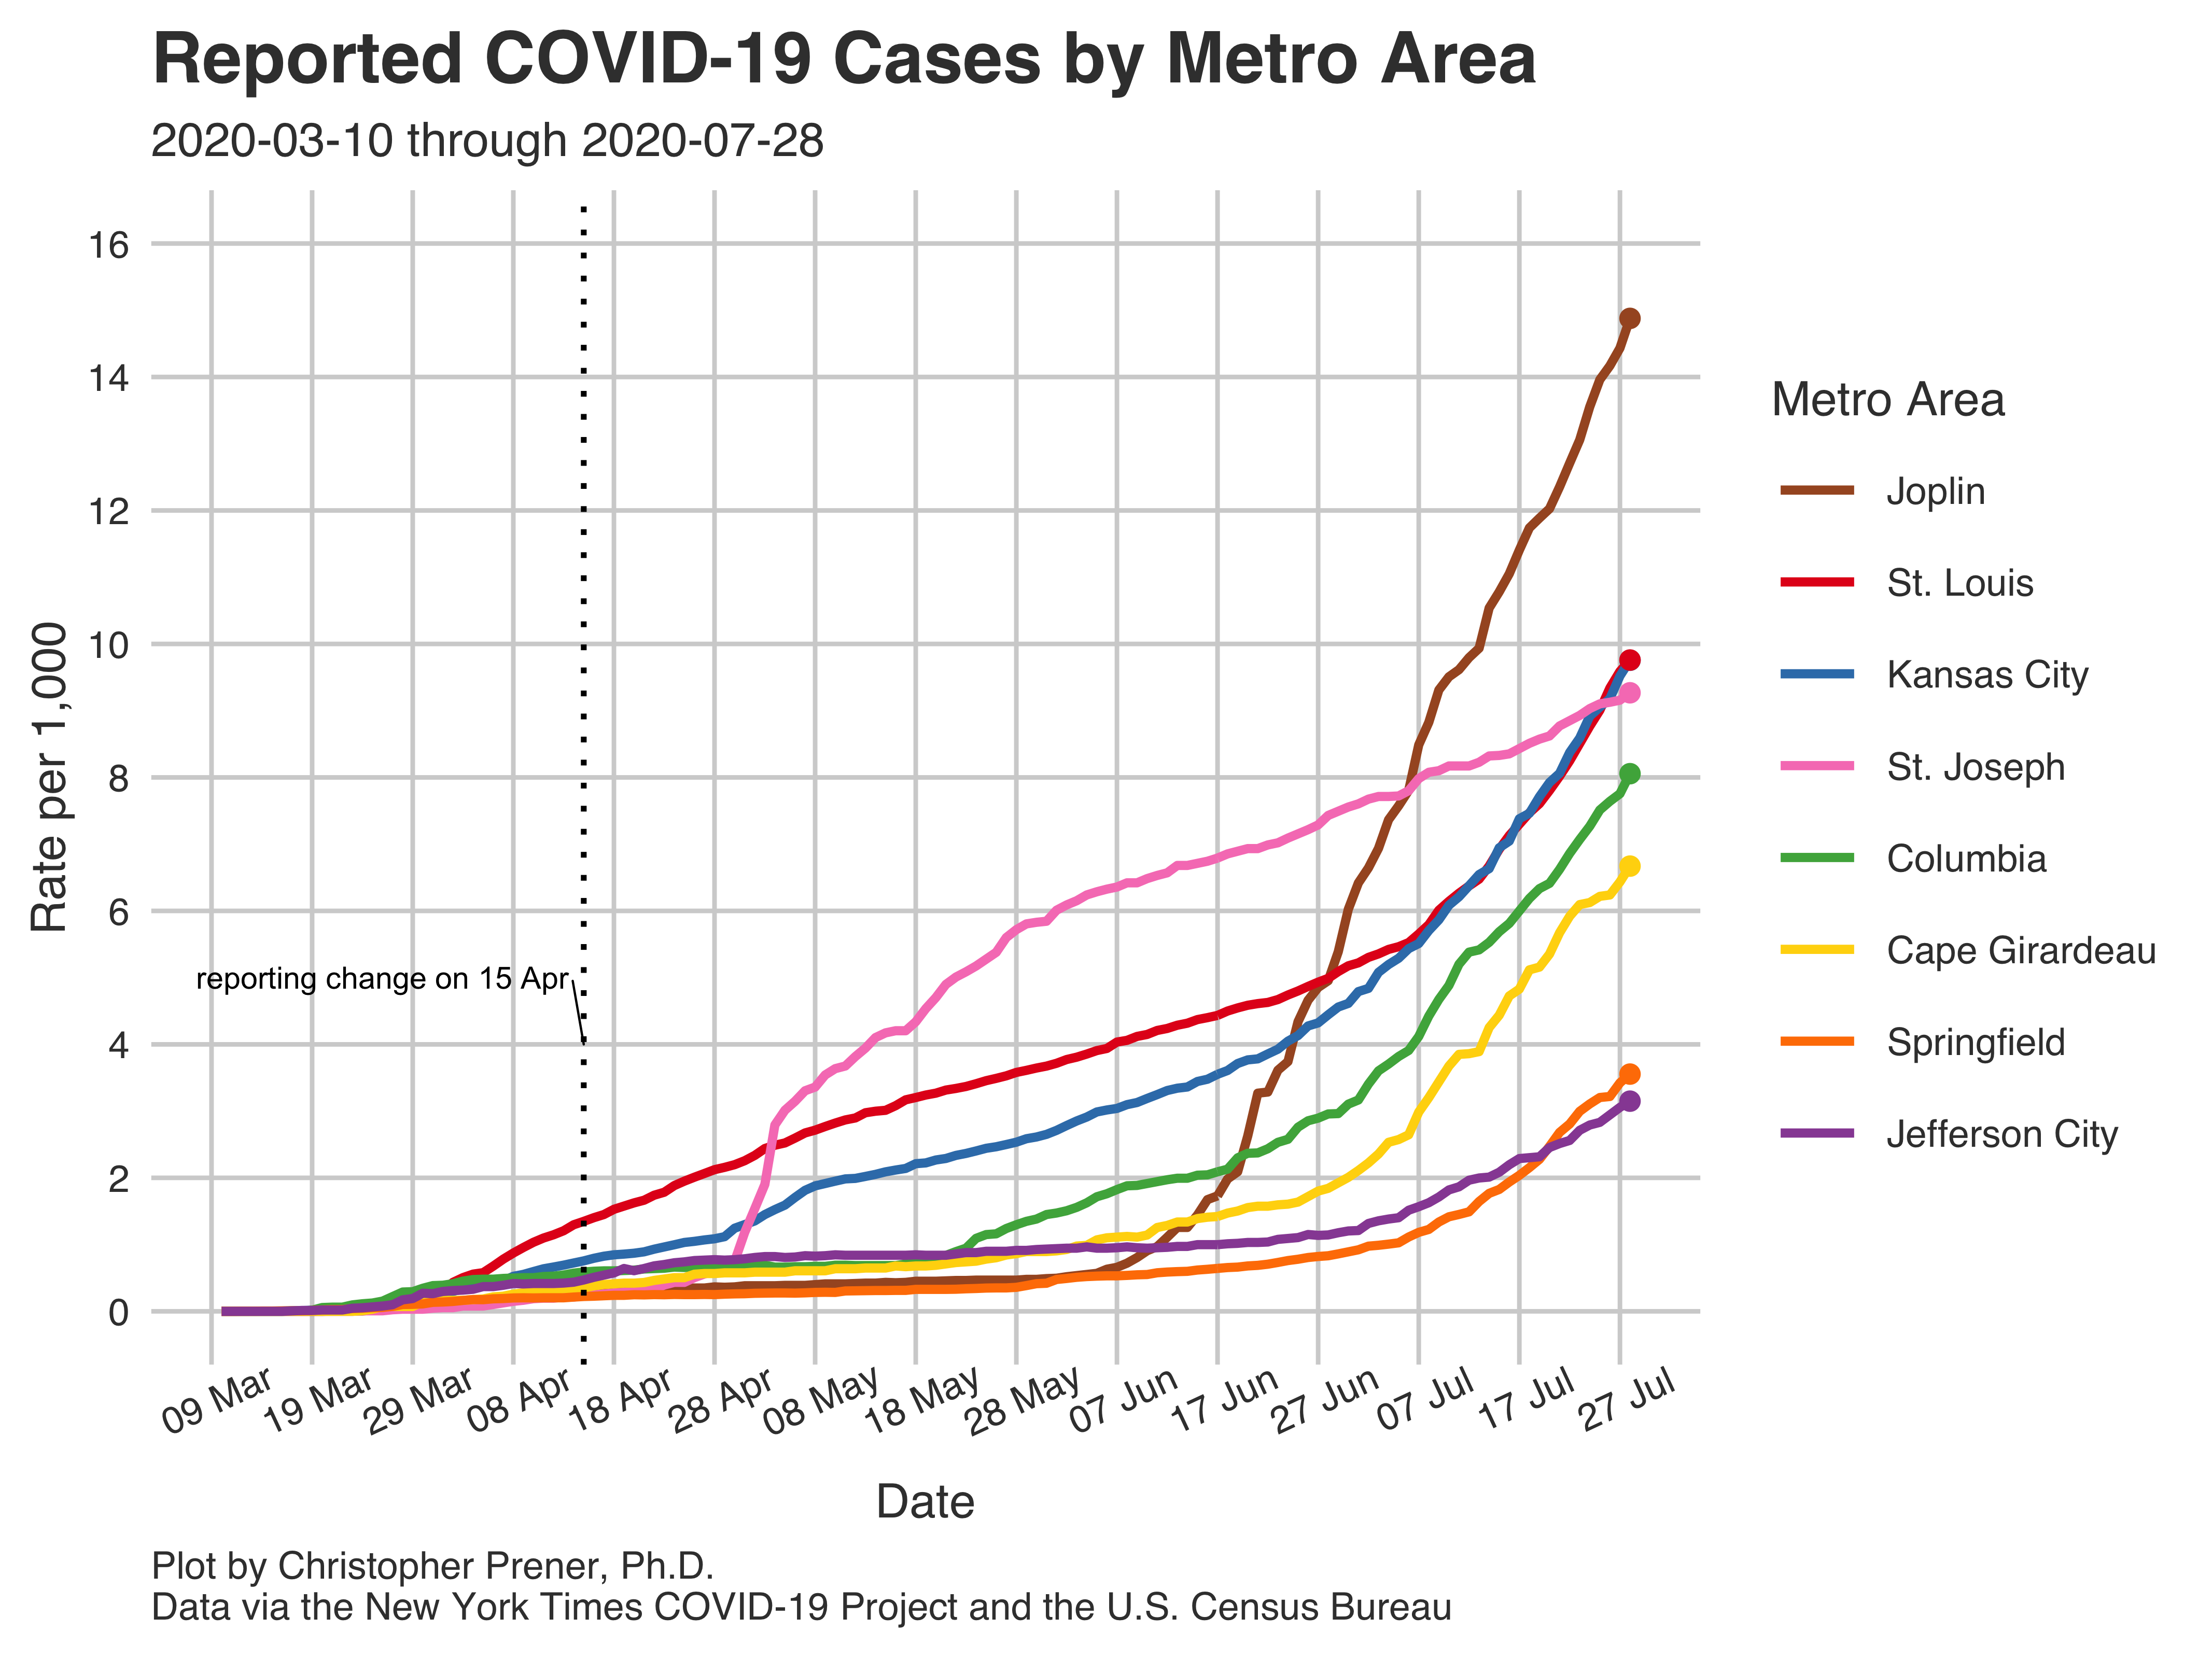 Reported COVID-19 Cases by Metro Area
2020-03-10 through 2020-07-28
16
14
12
10
8
6
4
2
0
Rate per 1,000
reporting change on 15 Apr
09 Mar
19 Mar
29 Mar
08 Apr
18 Apr
28 Apr
08 May
18 May
28 May
07 Jun
17 Jun
27 Jun
07 Jul
17 Jul
27 Jul
Date
Metro Area
Joplin
St. Louis
Kansas City
St. Joseph
Columbia
Cape Girardeau
Springfield
Jefferson City
Plot by Christopher Prener, Ph.D.
Data via the New York Times COVID-19 Project and the U.S. Census Bureau